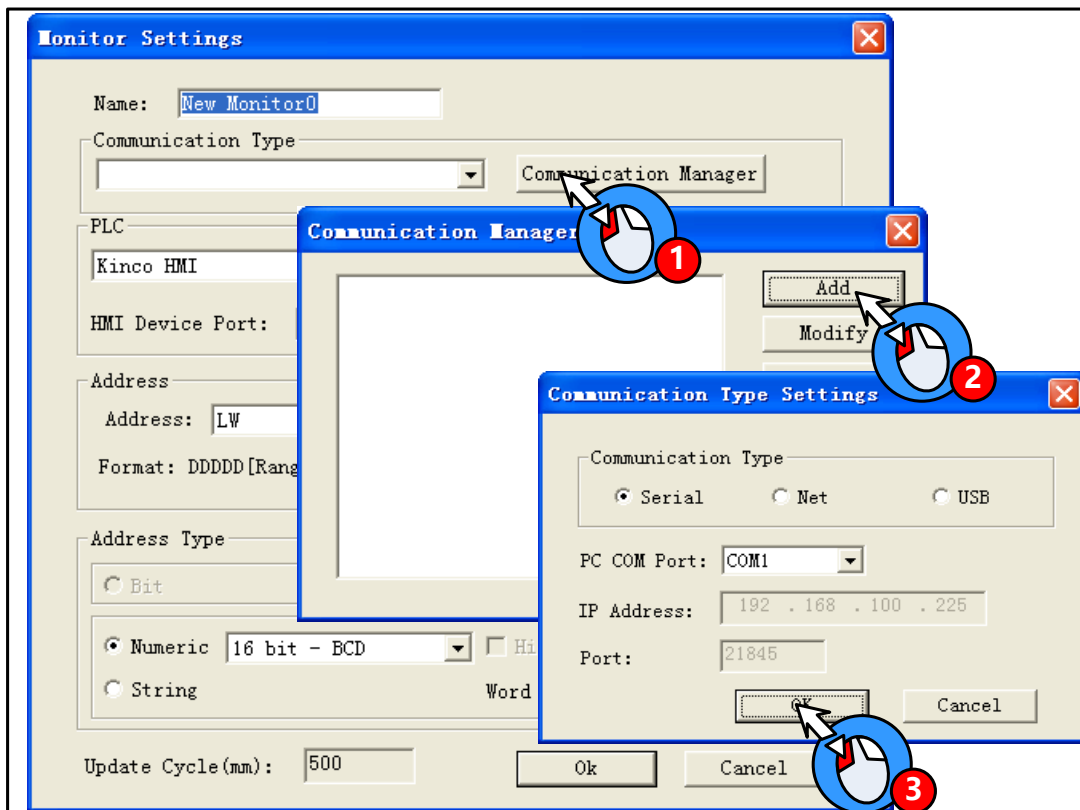 Monitor Settings
Name: New Monitor0
Communication Type
Communication Manager
PLC
Kinco HMI
HMI Device Port:
Address
Address: LW
Format: DDDDD[Rang
Address Type
Bit
Numeric 16 bit - BCD Hi
String Word
Update Cycle(mm): 500 Ok Cancel
Communication Manager
1
Add
Modify
2
Communication Type Settings
Communication Type
Serial Net USB
PC COM Port: COM1
IP Address: 192 . 168 . 100 . 225
Port: 21845
OK Cancel
3